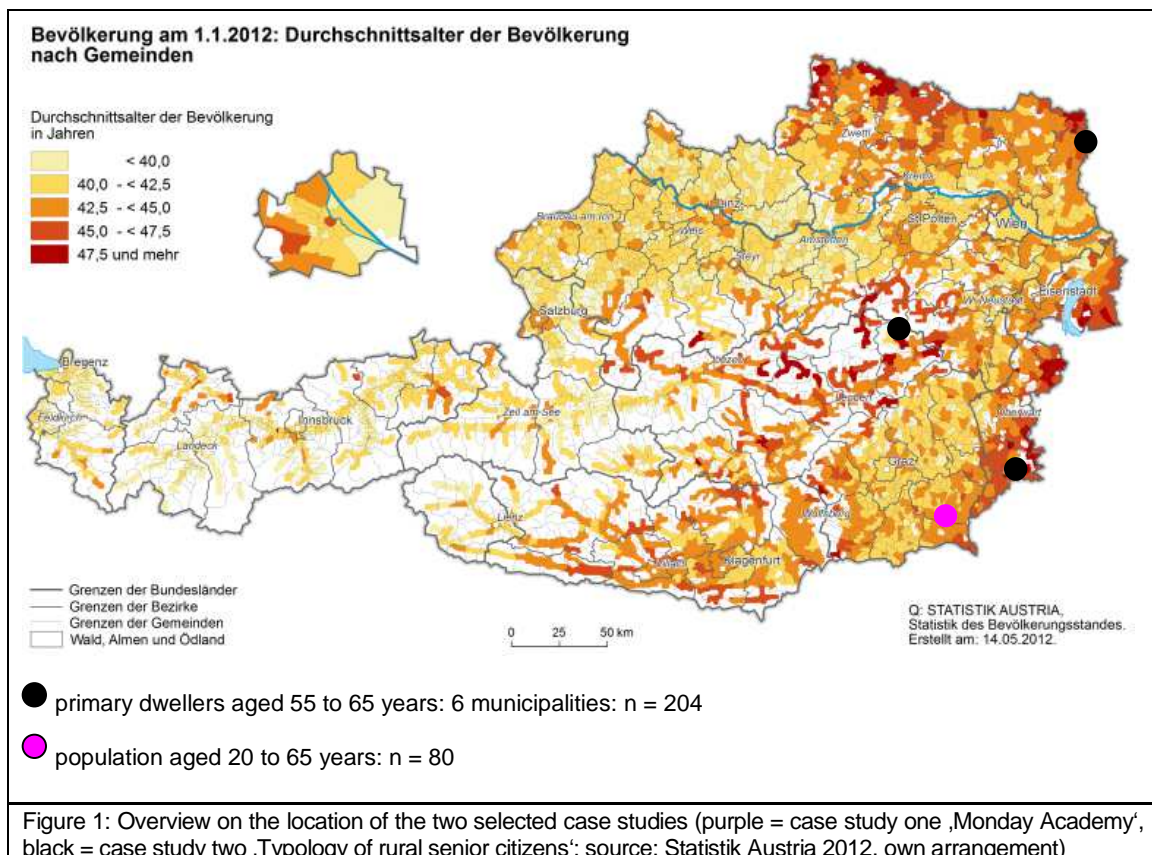 Bevölkerung am 1.1.2012: Durchschnittsalter der Bevölkerung
nach Gemeinden
Durchschnittsalter der Bevölkerung
in Jahren
< 40,0
40,0 - < 42,5
42,5 - < 45,0
45,0 - < 47,5
47,5 und mehr
Zwettl
Krems
Linz
Braunau am Inn
Wels
St.Pölten
Wien
Amstetten
Steyr
Eisenstadt
Wr.Neustadt
Salzburg
Liezen
Bregenz
Leoben
Oberwart
Feldkirch
Innsbruck
Zell am See
Landeck
Graz
Wolfsberg
Lienz
Villach
Klagenfurt
Grenzen der Bundesländer
Grenzen der Bezirke
Grenzen der Gemeinden
Wald, Almen und Ödland
0 25 50 km
Q: STATISTIK AUSTRIA,
Statistik des Bevölkerungsstandes.
Erstellt am: 14.05.2012.
primary dwellers aged 55 to 65 years: 6 municipalities: n = 204
population aged 20 to 65 years: n = 80
Figure 1: Overview on the location of the two selected case studies (purple = case study one ‚Monday Academy‘,
black = case study two ‚Typology of rural senior citizens‘; source: Statistik Austria 2012, own arrangement)